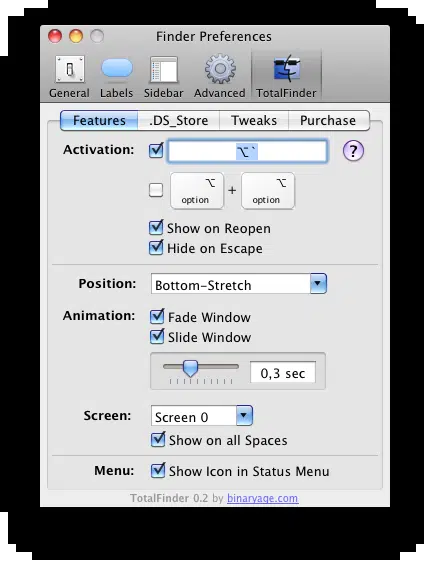 Finder Preferences
General Labels Sidebar Advanced TotalFinder
Features .DS_Store Tweaks Purchase
Activation: ⌥` ?
⌥ option + ⌥ option
Show on Reopen
Hide on Escape
Position: Bottom-Stretch
Animation: Fade Window
Slide Window
0,3 sec
Screen: Screen 0
Show on all Spaces
Menu: Show Icon in Status Menu
TotalFinder 0.2 by binaryage.com